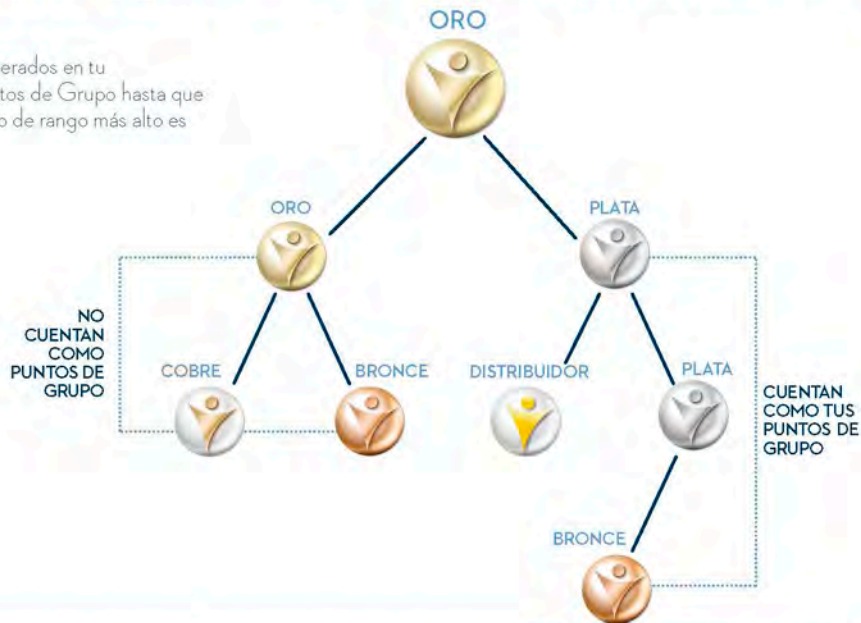 ORO
erados en tu
tos de Grupo hasta que
o de rango más alto es
ORO
PLATA
NO
CUENTAN
COMO
PUNTOS DE
GRUPO
COBRE
BRONCE
DISTRIBUIDOR
PLATA
CUENTAN
COMO TUS
PUNTOS DE
GRUPO
BRONCE